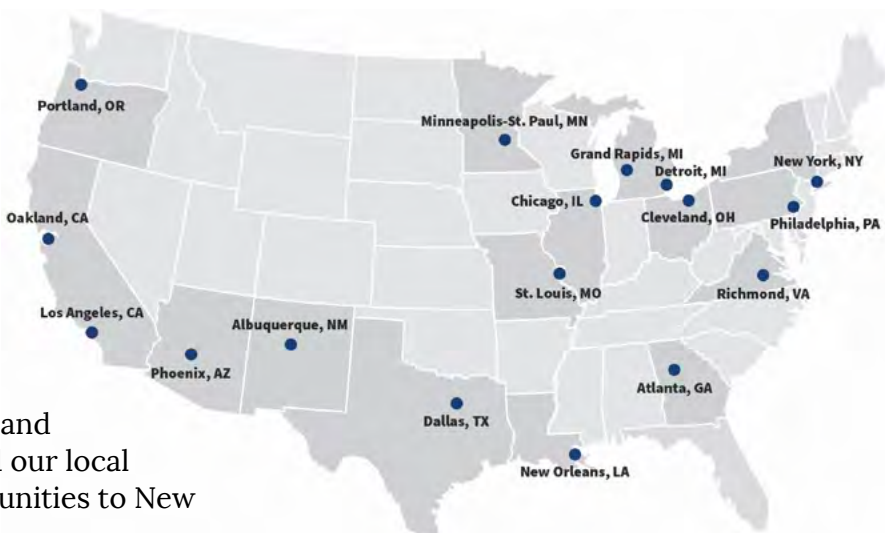 Portland, OR
Minneapolis-St. Paul, MN
Grand Rapids, MI
Detroit, MI
New York, NY
Chicago, IL
Cleveland, OH
Philadelphia, PA
Oakland, CA
St. Louis, MO
Richmond, VA
Los Angeles, CA
Albuquerque, NM
Phoenix, AZ
Atlanta, GA
Dallas, TX
New Orleans, LA
and
our local
unities to New